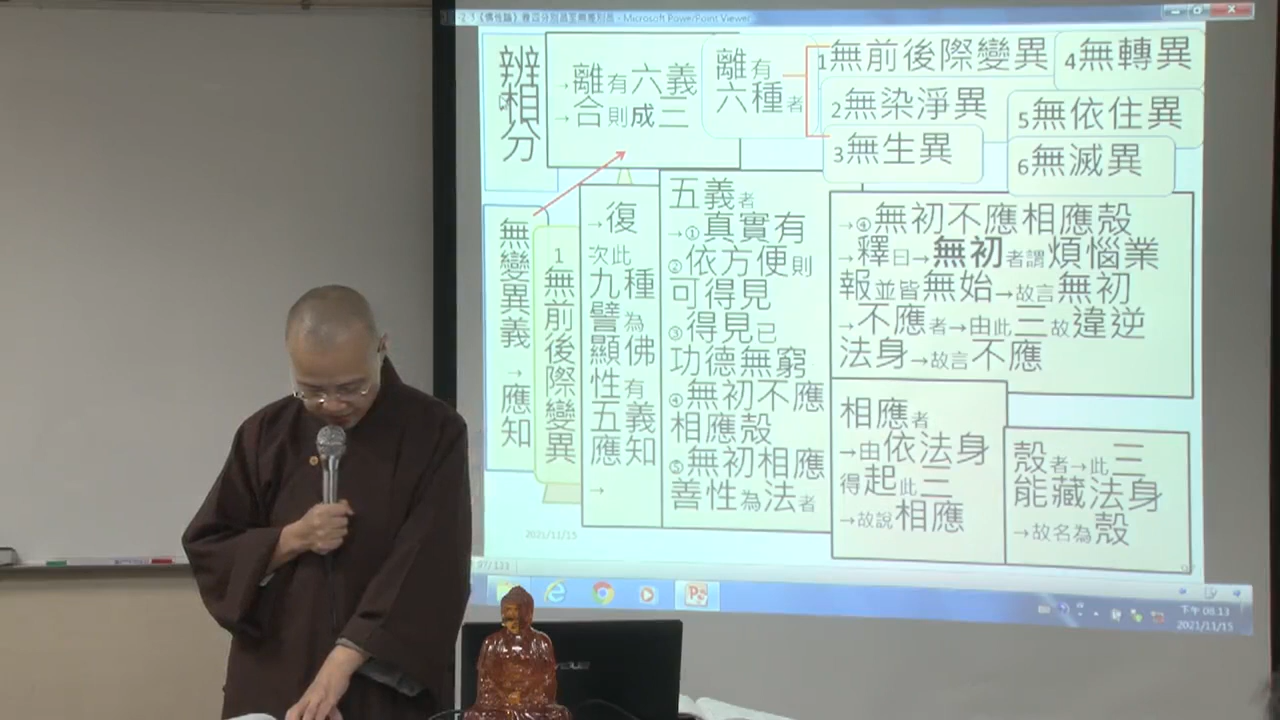 2-3《佛性論》卷四分別品至無差別品 - Microsoft PowerPoint Viewer
辨相分
→離有六義
→合則成三
離有
六種者
1無前後際變異
2無染淨異
3無生異
4無轉異
5無依住異
6無滅異
無變異義→應知
1無前後際變異
→復
次此
九種
譬為
顯佛
性有
五義
應知
→
五義者
→①真實有
②依方便則
可得見
③得見已
功德無窮
④無初不應
相應殼
⑤無初相應
善性為法者
→④無初不應相應殼
→釋曰→無初者謂煩惱業
報並皆無始→故言無初
→不應者→由此三故違逆
法身→故言不應
相應者
→由依法身
得起此三
→故說相應
殼者→此三
能藏法身
→故名為殼
2021/11/15
97/133
下午 08:13
2021/11/15